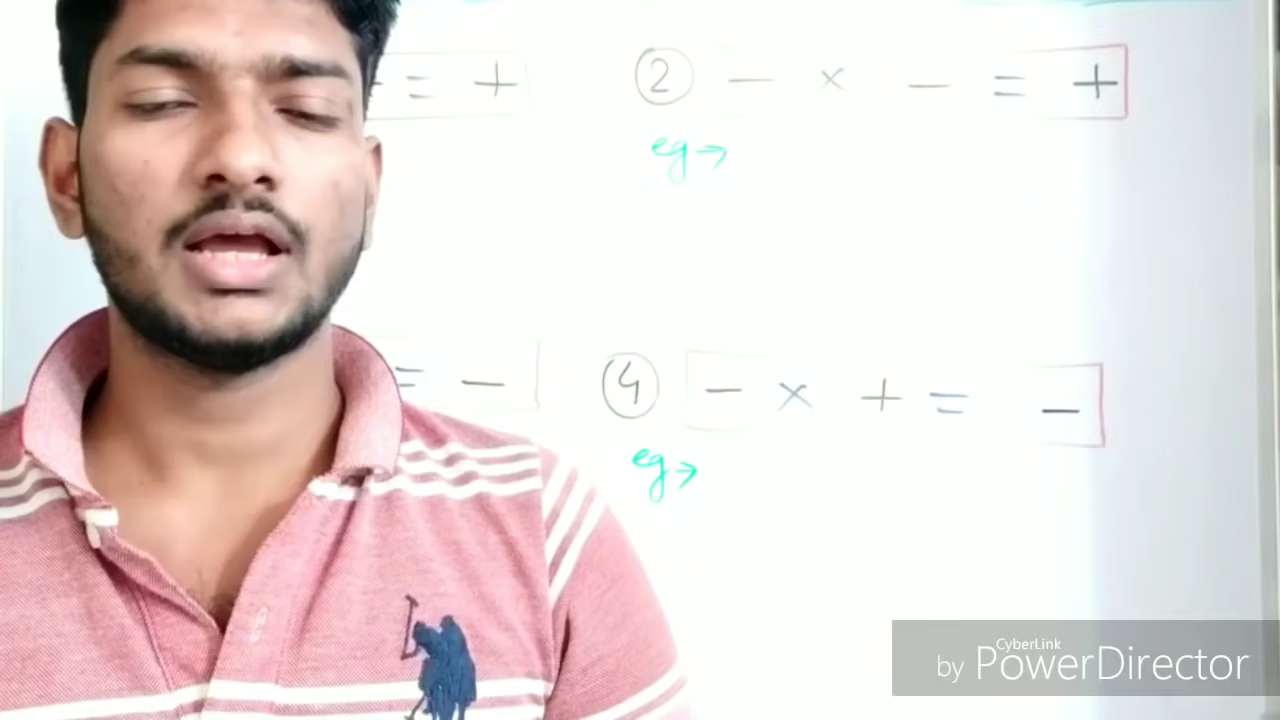 = +
② - × - = +
eg →
= -
④ - × + = -
eg →
CyberLink
by PowerDirector